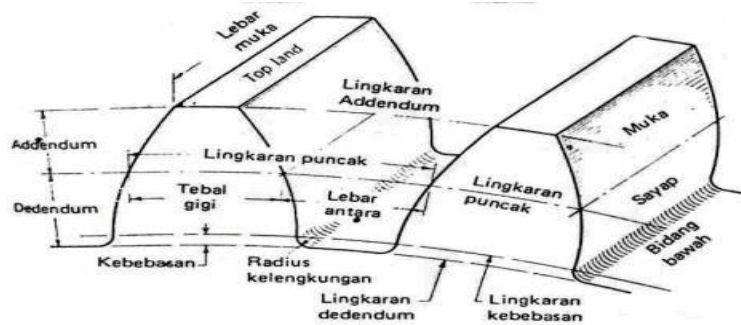 Lebar
muka
Top land
Lingkaran
Addendum
Muka
Addendum
Lingkaran puncak
Lingkaran
puncak
Sayap
Dedendum
Tebal
gigi
Lebar
antara
Bidang
bawah
Kebebasan
Radius
kelengkungan
Lingkaran
dedendum
Lingkaran
kebebasan